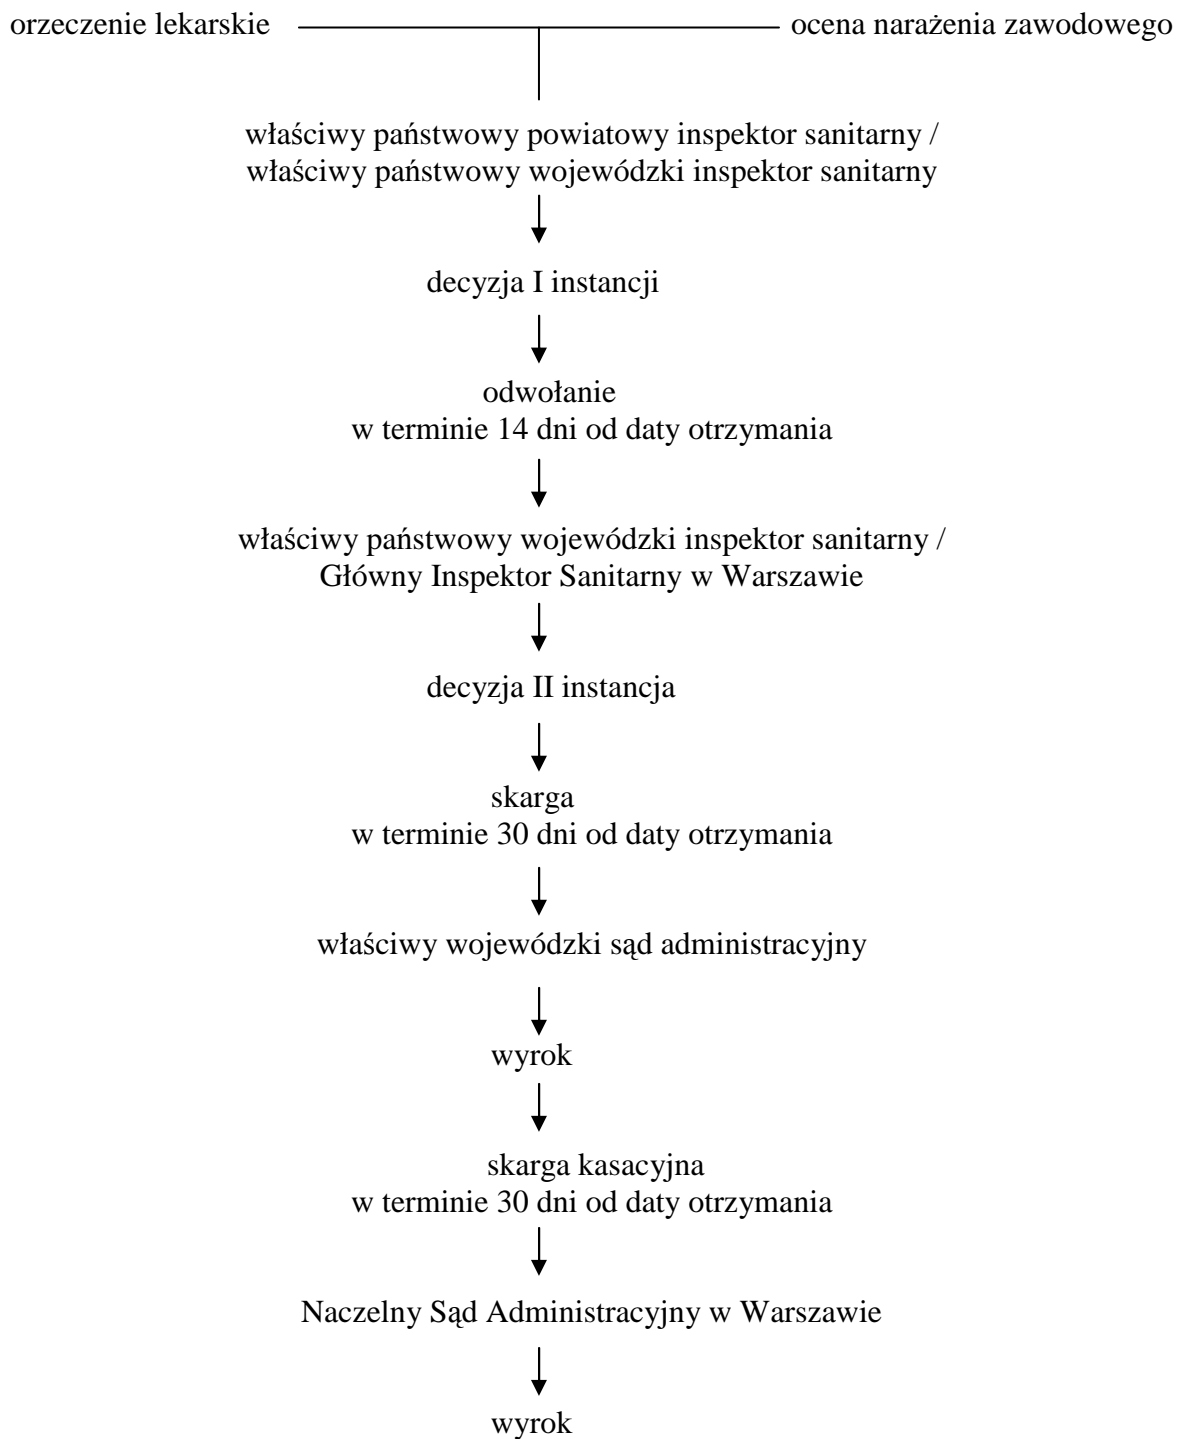 orzeczenie lekarskie
ocena narażenia zawodowego
właściwy państwowy powiatowy inspektor sanitarny /
właściwy państwowy wojewódzki inspektor sanitarny
decyzja I instancji
odwołanie
w terminie 14 dni od daty otrzymania
właściwy państwowy wojewódzki inspektor sanitarny /
Główny Inspektor Sanitarny w Warszawie
decyzja II instancja
skarga
w terminie 30 dni od daty otrzymania
właściwy wojewódzki sąd administracyjny
wyrok
skarga kasacyjna
w terminie 30 dni od daty otrzymania
Naczelny Sąd Administracyjny w Warszawie
wyrok